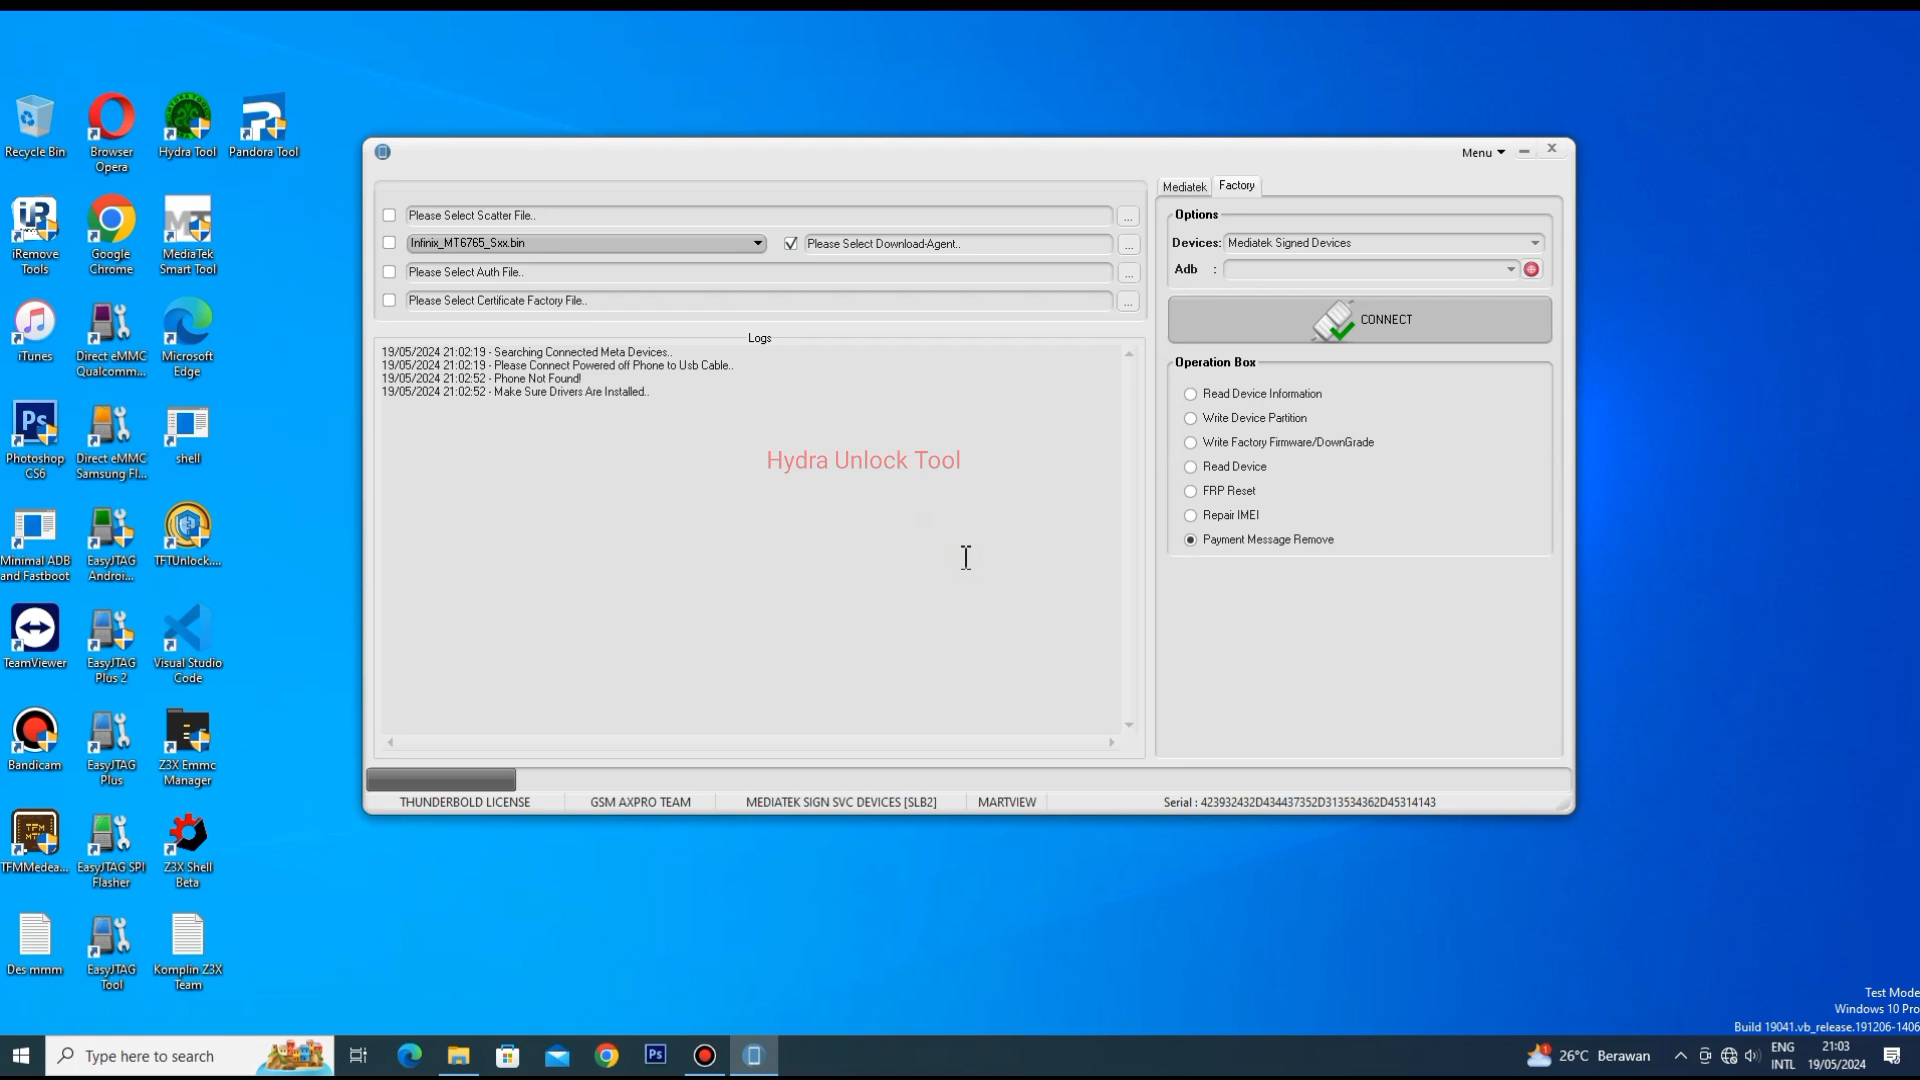 Recycle Bin
Browser
Opera
Hydra Tool
Pandora Tool
iR
iRemove
Tools
Google
Chrome
MT
MediaTek
Smart Tool
iTunes
Direct eMMC
Qualcomm...
Microsoft
Edge
Ps
Photoshop
CS6
Direct eMMC
Samsung Fl...
shell
Minimal ADB
and Fastboot
EasyJTAG
Androi...
TFTUnlock....
TeamViewer
EasyJTAG
Plus 2
Visual Studio
Code
Bandicam
EasyJTAG
Plus
Z3X Emmc
Manager
TFM
TFMMedea...
EasyJTAG SPI
Flasher
Z3X Shell
Beta
Des mmm
EasyJTAG
Tool
Komplin Z3X
Team
Menu
Please Select Scatter File..
...
Infinix_MT6765_Sxx.bin
Please Select Download-Agent..
...
Please Select Auth File..
...
Please Select Certificate Factory File..
...
Logs
19/05/2024 21:02:19 - Searching Connected Meta Devices..
19/05/2024 21:02:19 - Please Connect Powered off Phone to Usb Cable..
19/05/2024 21:02:52 - Phone Not Found!
19/05/2024 21:02:52 - Make Sure Drivers Are Installed..
Hydra Unlock Tool
Mediatek
Factory
Options
Devices: Mediatek Signed Devices
Adb :
CONNECT
Operation Box
Read Device Information
Write Device Partition
Write Factory Firmware/DownGrade
Read Device
FRP Reset
Repair IMEI
Payment Message Remove
THUNDERBOLD LICENSE
GSM AXPRO TEAM
MEDIATEK SIGN SVC DEVICES [SLB2]
MARTVIEW
Serial : 423932432D434437352D313534362D45314143
Test Mode
Windows 10 Pro
Build 19041.vb_release.191206-1406
Type here to search
Ps
1
26°C Berawan
ENG
INTL
21:03
19/05/2024